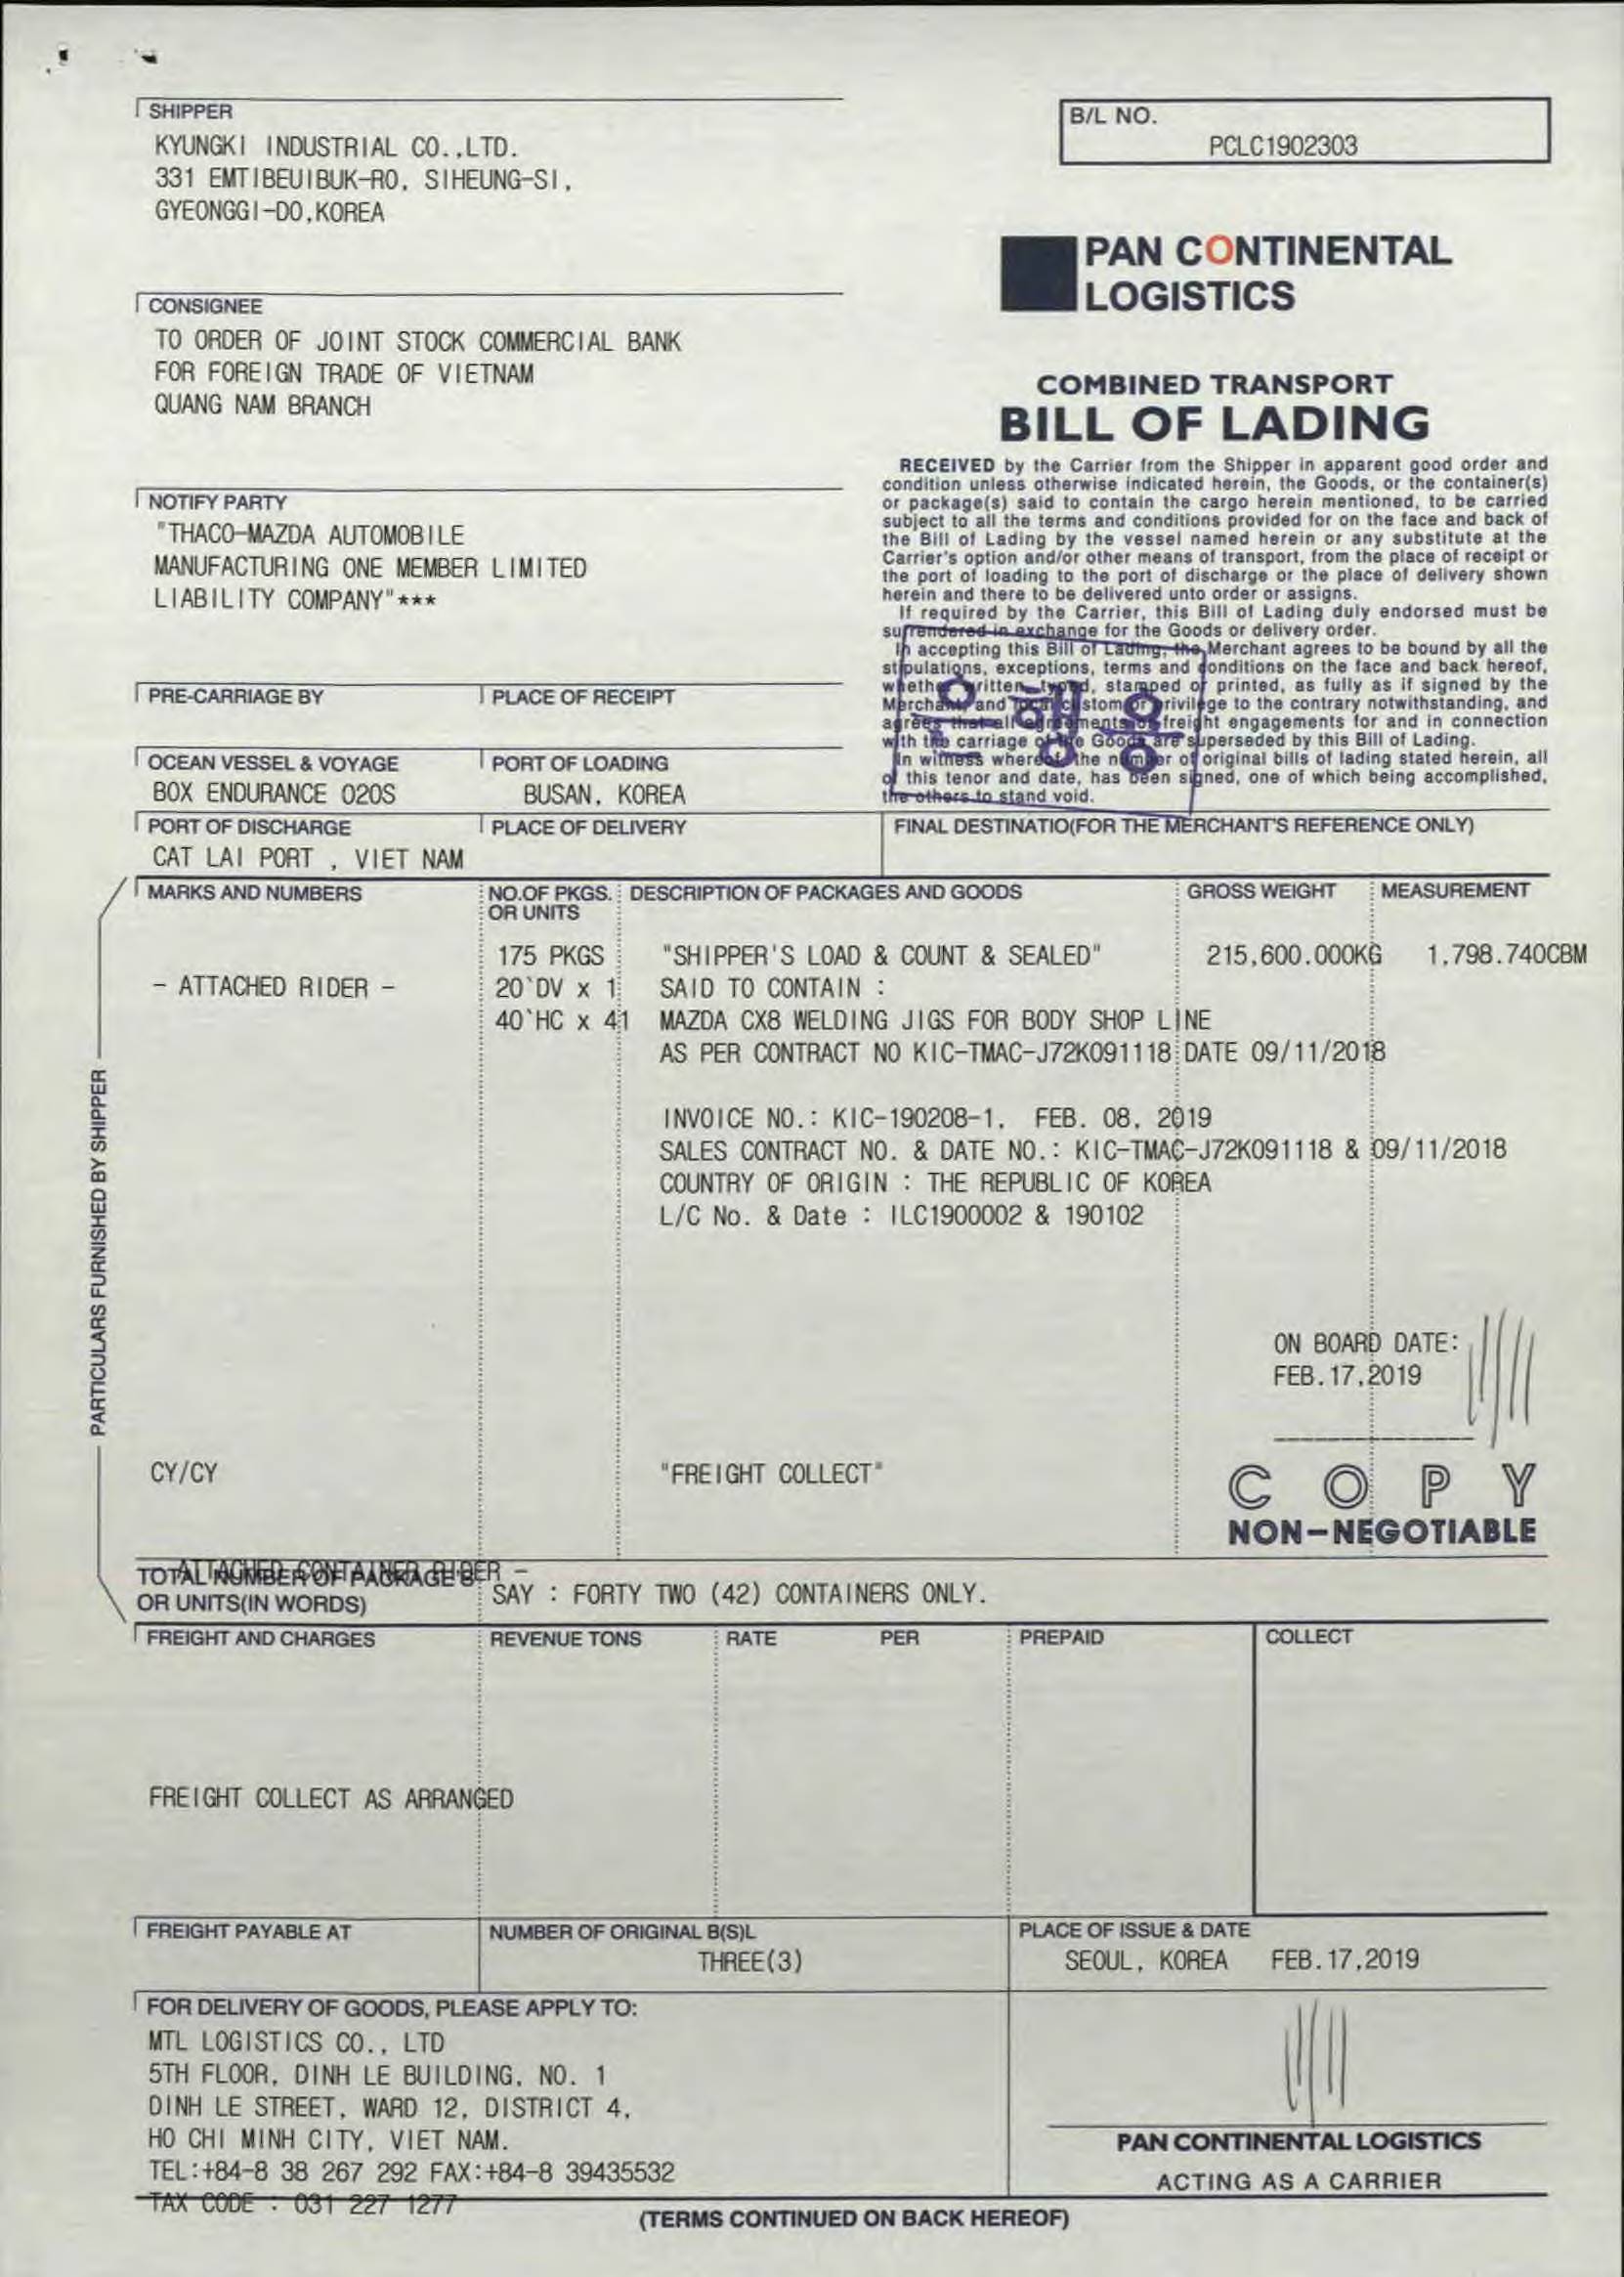 SHIPPER
KYUNGKI INDUSTRIAL CO.,LTD.
331 EMTIBEUIBUK-RO, SIHEUNG-SI,
GYEONGGI-DO,KOREA
B/L NO.
PCLC1902303
PAN CONTINENTAL
LOGISTICS
CONSIGNEE
TO ORDER OF JOINT STOCK COMMERCIAL BANK
FOR FOREIGN TRADE OF VIETNAM
QUANG NAM BRANCH
COMBINED TRANSPORT
BILL OF LADING
RECEIVED by the Carrier from the Shipper in apparent good order and
condition unless otherwise indicated herein, the Goods, or the container(s)
or package(s) said to contain the cargo herein mentioned, to be carried
subject to all the terms and conditions provided for on the face and back of
the Bill of Lading by the vessel named herein or any substitute at the
Carrier's option and/or other means of transport, from the place of receipt or
the port of loading to the port of discharge or the place of delivery shown
herein and there to be delivered unto order or assigns.
If required by the Carrier, this Bill of Lading duly endorsed must be
surrendered in exchange for the Goods or delivery order.
In accepting this Bill of Lading, the Merchant agrees to be bound by all the
stipulations, exceptions, terms and conditions on the face and back hereof,
whether written, typed, stamped or printed, as fully as if signed by the
Merchant, and local custom or privilege to the contrary notwithstanding, and
agrees that all agreements or freight engagements for and in connection
with the carriage of the Goods are superseded by this Bill of Lading.
In witness whereof, the number of original bills of lading stated herein, all
of this tenor and date, has been signed, one of which being accomplished,
the others to stand void.
은행용
NOTIFY PARTY
"THACO-MAZDA AUTOMOBILE
MANUFACTURING ONE MEMBER LIMITED
LIABILITY COMPANY"***
PRE-CARRIAGE BY
PLACE OF RECEIPT
OCEAN VESSEL & VOYAGE
BOX ENDURANCE 020S
PORT OF LOADING
BUSAN, KOREA
PORT OF DISCHARGE
CAT LAI PORT , VIET NAM
PLACE OF DELIVERY
FINAL DESTINATIO(FOR THE MERCHANT'S REFERENCE ONLY)
PARTICULARS FURNISHED BY SHIPPER
MARKS AND NUMBERS
NO.OF PKGS.
OR UNITS
DESCRIPTION OF PACKAGES AND GOODS
GROSS WEIGHT
MEASUREMENT
175 PKGS "SHIPPER'S LOAD & COUNT & SEALED" 215,600.000KG 1,798.740CBM
- ATTACHED RIDER - 20`DV x 1 SAID TO CONTAIN :
40`HC x 41 MAZDA CX8 WELDING JIGS FOR BODY SHOP LINE
AS PER CONTRACT NO KIC-TMAC-J72K091118 DATE 09/11/2018
INVOICE NO.: KIC-190208-1, FEB. 08, 2019
SALES CONTRACT NO. & DATE NO.: KIC-TMAC-J72K091118 & 09/11/2018
COUNTRY OF ORIGIN : THE REPUBLIC OF KOREA
L/C No. & Date : ILC1900002 & 190102
ON BOARD DATE:
FEB.17,2019
CY/CY "FREIGHT COLLECT"
COPY
NON-NEGOTIABLE
- ATTACHED CONTAINER RIDER -
TOTAL NUMBER OF PACKAGE'S
OR UNITS(IN WORDS)
SAY : FORTY TWO (42) CONTAINERS ONLY.
FREIGHT AND CHARGES REVENUE TONS RATE PER PREPAID COLLECT
FREIGHT COLLECT AS ARRANGED
FREIGHT PAYABLE AT
NUMBER OF ORIGINAL B(S)L
THREE(3)
PLACE OF ISSUE & DATE
SEOUL, KOREA FEB.17,2019
FOR DELIVERY OF GOODS, PLEASE APPLY TO:
MTL LOGISTICS CO., LTD
5TH FLOOR, DINH LE BUILDING, NO. 1
DINH LE STREET, WARD 12, DISTRICT 4,
HO CHI MINH CITY, VIET NAM.
TEL:+84-8 38 267 292 FAX:+84-8 39435532
TAX CODE : 031 227 1277
PAN CONTINENTAL LOGISTICS
ACTING AS A CARRIER
(TERMS CONTINUED ON BACK HEREOF)